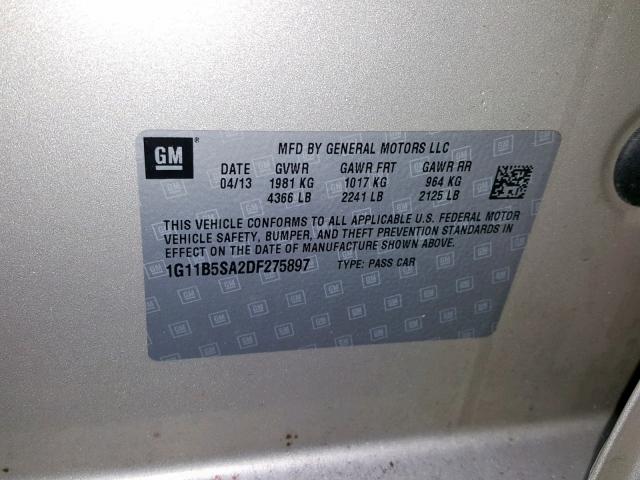 GM ® MFD BY GENERAL MOTORS LLC
DATE GVWR GAWR FRT GAWR RR
04/13 1981 KG 1017 KG 964 KG
4366 LB 2241 LB 2125 LB
THIS VEHICLE CONFORMS TO ALL APPLICABLE U.S. FEDERAL MOTOR
VEHICLE SAFETY, BUMPER, AND THEFT PREVENTION STANDARDS IN
EFFECT ON THE DATE OF MANUFACTURE SHOWN ABOVE.
1G11B5SA2DF275897 TYPE: PASS CAR